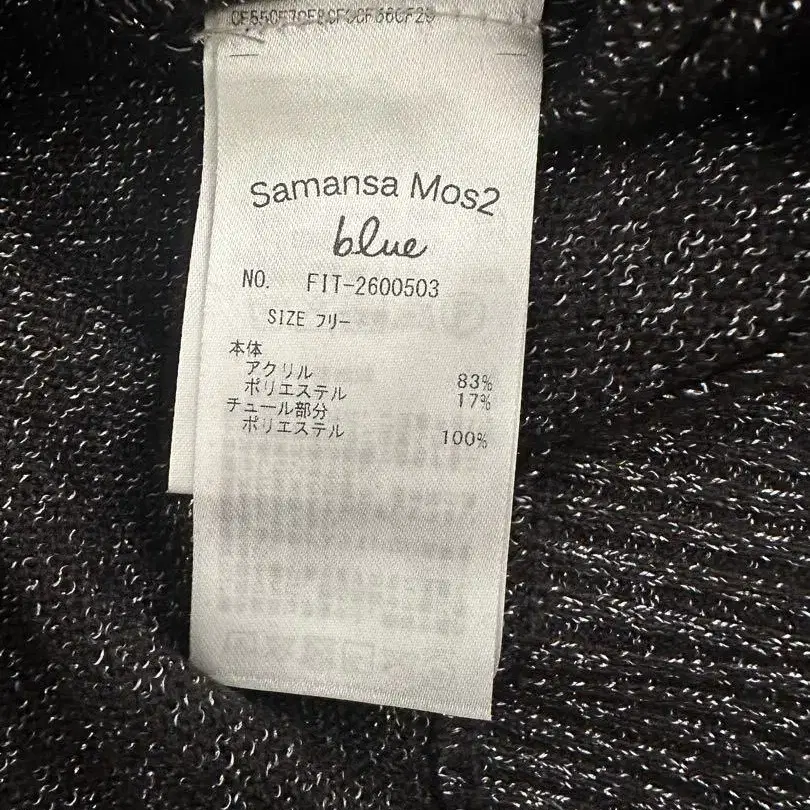 Samansa Mos2
blue
NO. FIT-2600503
SIZE フリー
本体
アクリル 83%
ポリエステル 17%
チュール部分
ポリエステル 100%